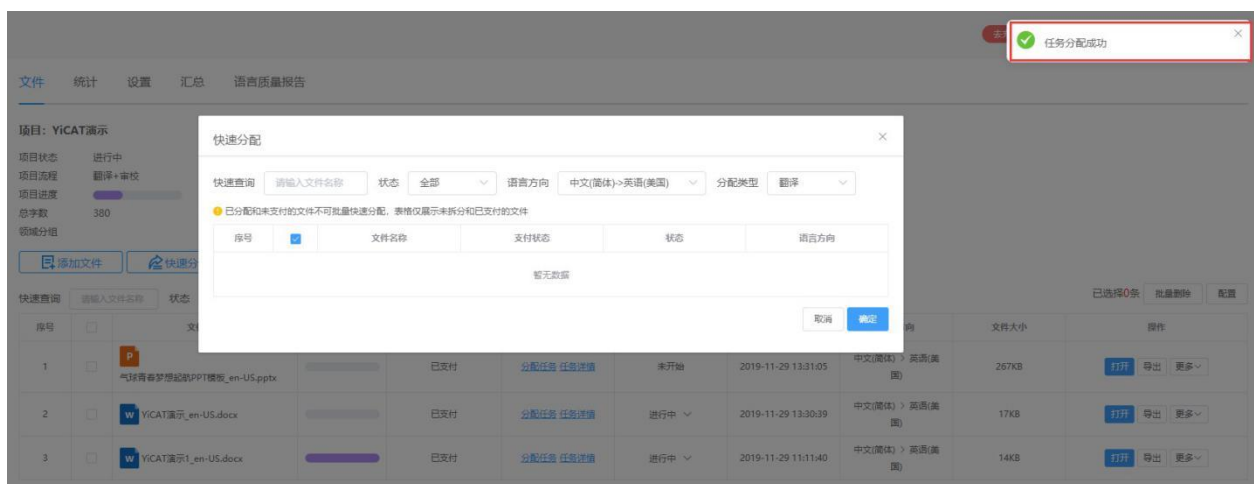 支
任务分配成功
文件 统计 设置 汇总 语言质量报告
项目：YiCAT演示
项目状态 进行中
项目流程 翻译+审校
项目进度
总字数 380
领域分组
快速分配
快速查询 请输入文件名称 状态 全部 语言方向 中文(简体)->英语(美国) 分配类型 翻译
已分配和未支付的文件不可批量快速分配，表格仅展示未拆分和已支付的文件
序号 文件名称 支付状态 状态 语言方向
暂无数据
取消 确定
添加文件 快速分
快速查询 请输入文件名称 状态
已选择0条 批量删除 配置
序号 文 向 文件大小 操作
1 P 气球青春梦想起航PPT模板_en-US.pptx 已支付 分配任务 任务详情 未开始 2019-11-29 13:31:05 中文(简体) > 英语(美国) 267KB 打开 导出 更多
2 W YiCAT演示_en-US.docx 已支付 分配任务 任务详情 进行中 2019-11-29 13:30:39 中文(简体) > 英语(美国) 17KB 打开 导出 更多
3 W YiCAT演示1_en-US.docx 已支付 分配任务 任务详情 进行中 2019-11-29 11:11:40 中文(简体) > 英语(美国) 14KB 打开 导出 更多